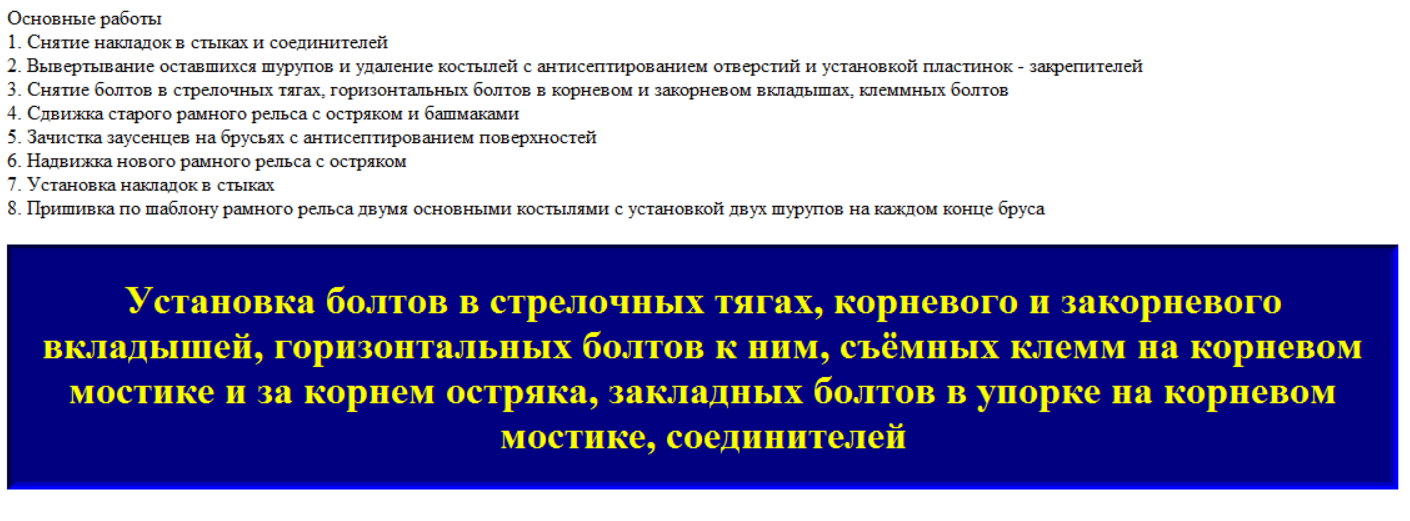 Основные работы
1. Снятие накладок в стыках и соединителей
2. Вывертывание оставшихся шурупов и удаление костылей с антисептированием отверстий и установкой пластинок - закрепителей
3. Снятие болтов в стрелочных тягах, горизонтальных болтов в корневом и закорневом вкладышах, клеммных болтов
4. Сдвижка старого рамного рельса с остряком и башмаками
5. Зачистка заусенцев на брусьях с антисептированием поверхностей
6. Надвижка нового рамного рельса с остряком
7. Установка накладок в стыках
8. Пришивка по шаблону рамного рельса двумя основными костылями с установкой двух шурупов на каждом конце бруса
Установка болтов в стрелочных тягах, корневого и закорневого
вкладышей, горизонтальных болтов к ним, съёмных клемм на корневом
мостике и за корнем остряка, закладных болтов в упорке на корневом
мостике, соединителей